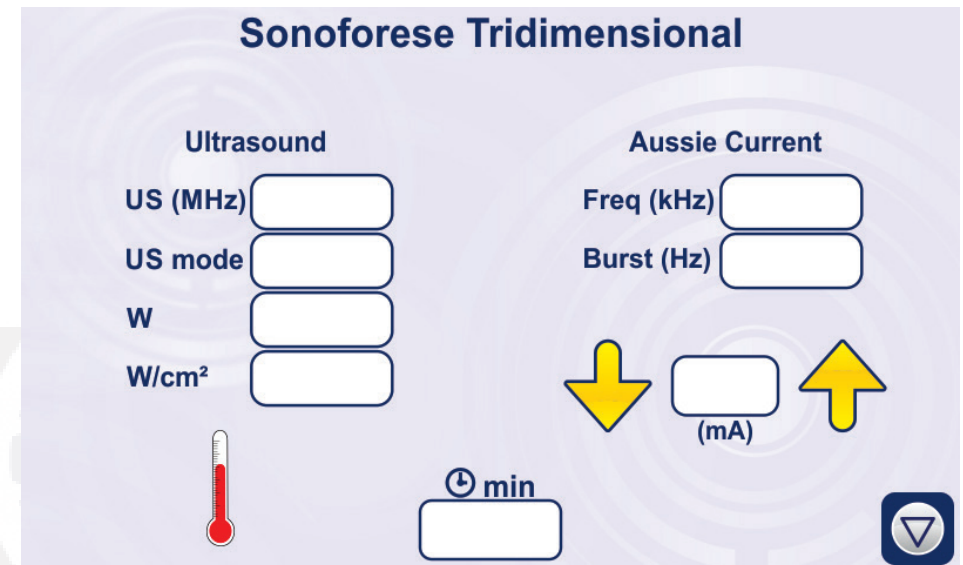 Sonoforese Tridimensional
Ultrasound
US (MHz)
US mode
W
W/cm²
Aussie Current
Freq (kHz)
Burst (Hz)
(mA)
min